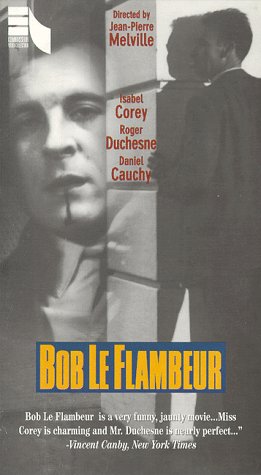 Directed by
Jean-Pierre
Melville
Isabel
Corey
Roger
Duchesne
Daniel
Cauchy
BOB LE FLAMBEUR
Bob Le Flambeur is a very funny, jaunty movie...Miss
Corey is charming and Mr. Duchesne is nearly perfect..."
-Vincent Canby, New York Times